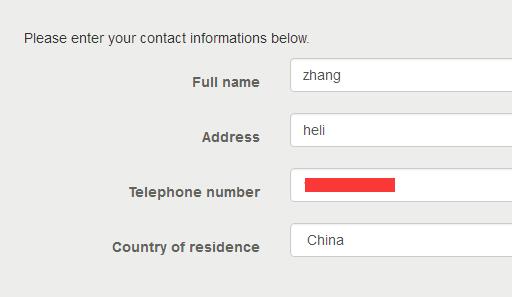 Please enter your contact informations below.
Full name zhang
Address heli
Telephone number
Country of residence China